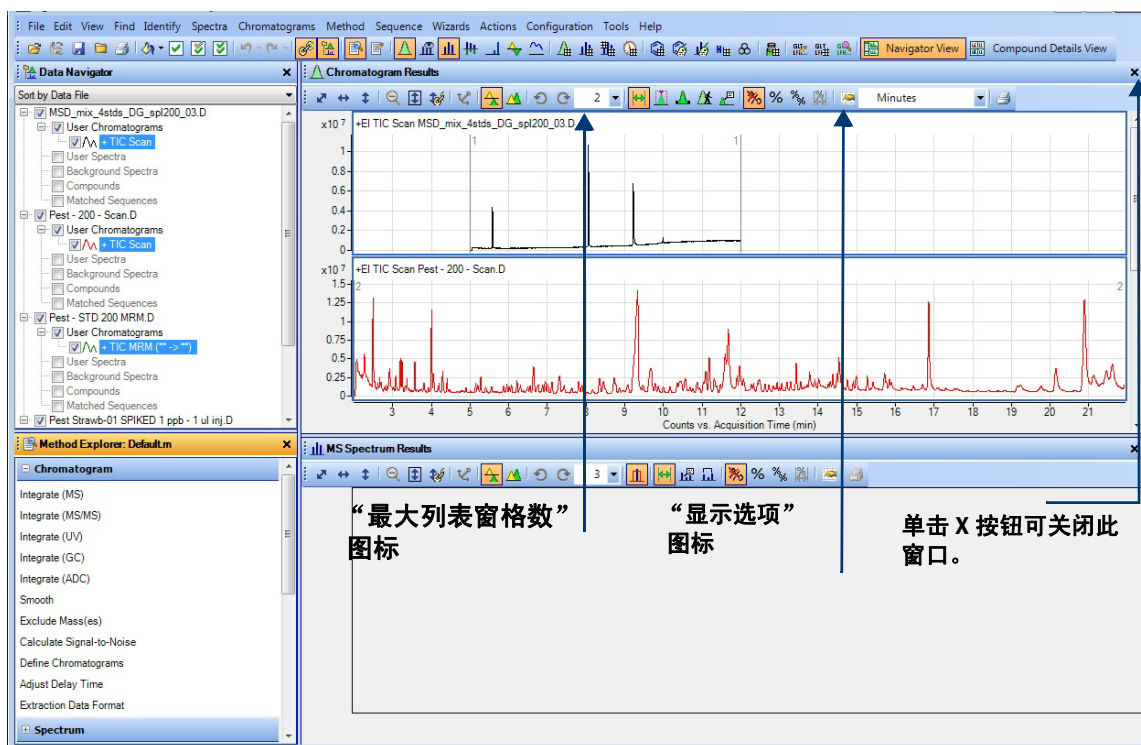 File Edit View Find Identify Spectra Chromatograms Method Sequence Wizards Actions Configuration Tools Help
Navigator View
Compound Details View
Data Navigator
Sort by Data File
MSD_mix_4stds_DG_spl200_03.D
User Chromatograms
+ TIC Scan
User Spectra
Background Spectra
Compounds
Matched Sequences
Pest - 200 - Scan.D
User Chromatograms
+ TIC Scan
User Spectra
Background Spectra
Compounds
Matched Sequences
Pest - STD 200 MRM.D
User Chromatograms
+ TIC MRM (** -> **)
User Spectra
Background Spectra
Compounds
Matched Sequences
Pest Strawb-01 SPIKED 1 ppb - 1 ul inj.D
Method Explorer: Default.m
Chromatogram
Integrate (MS)
Integrate (MS/MS)
Integrate (UV)
Integrate (GC)
Integrate (ADC)
Smooth
Exclude Mass(es)
Calculate Signal-to-Noise
Define Chromatograms
Adjust Delay Time
Extraction Data Format
Spectrum
Chromatogram Results
2
Minutes
x10 7 +EI TIC Scan MSD_mix_4stds_DG_spl200_03.D
1 1
1
0.8
0.6
0.4
0.2
0
x10 7 +EI TIC Scan Pest - 200 - Scan.D
2 2
1.5
1.25
1
0.75
0.5
0.25
0
3 4 5 6 7 8 9 10 11 12 13 14 15 16 17 18 19 20 21
Counts vs. Acquisition Time (min)
MS Spectrum Results
3
“最大列表窗格数”
图标
“显示选项”
图标
单击 X 按钮可关闭此
窗口。